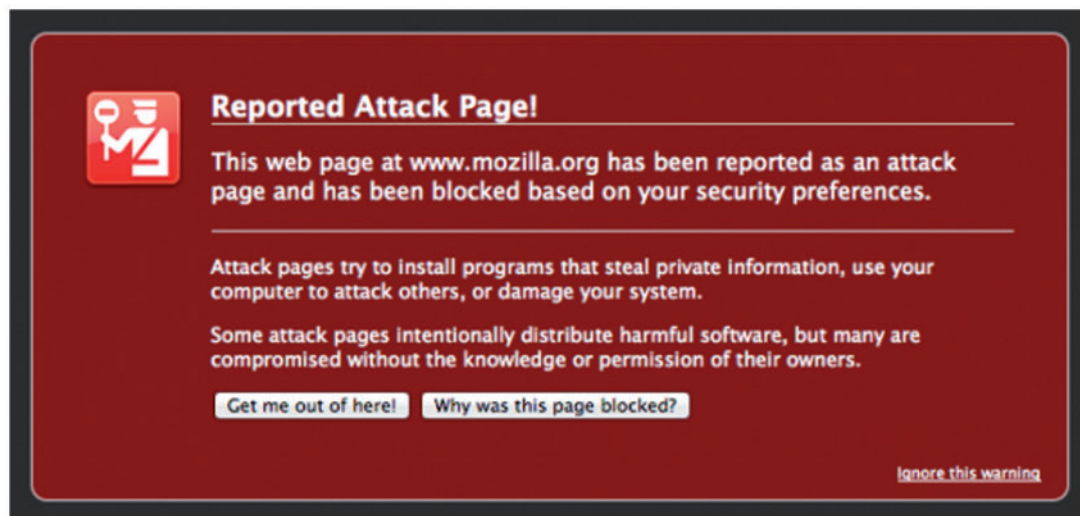 Reported Attack Page!
This web page at www.mozilla.org has been reported as an attack
page and has been blocked based on your security preferences.
Attack pages try to install programs that steal private information, use your
computer to attack others, or damage your system.
Some attack pages intentionally distribute harmful software, but many are
compromised without the knowledge or permission of their owners.
Get me out of here! Why was this page blocked?
Ignore this warning